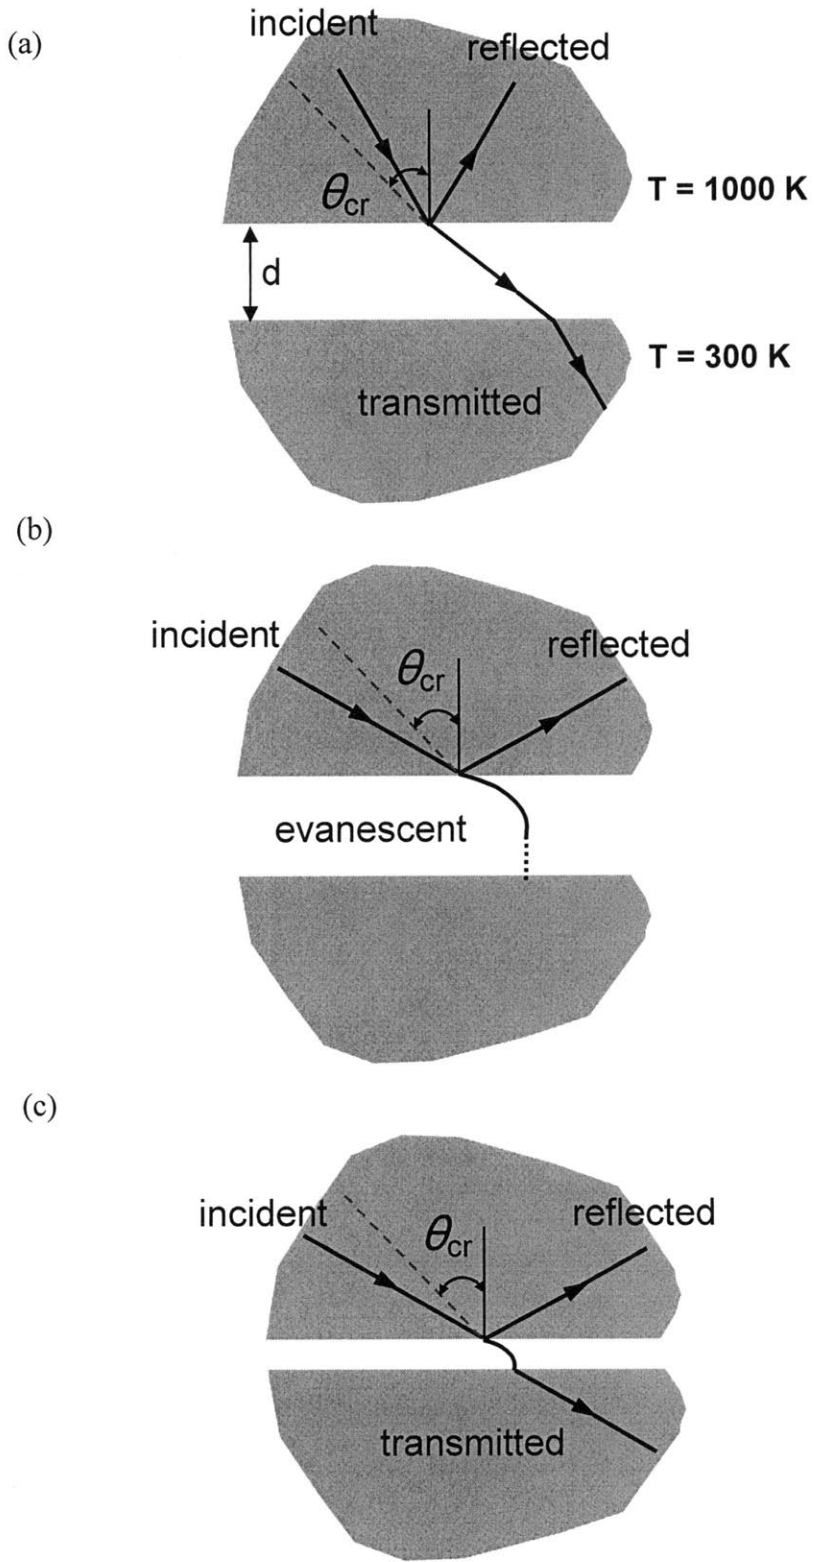 (a)
incident
reflected
θcr
T = 1000 K
d
T = 300 K
transmitted
(b)
incident
θcr
reflected
evanescent
(c)
incident
θcr
reflected
transmitted